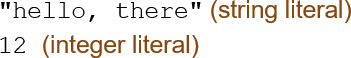 "hello, there" (string literal)
12 (integer literal)